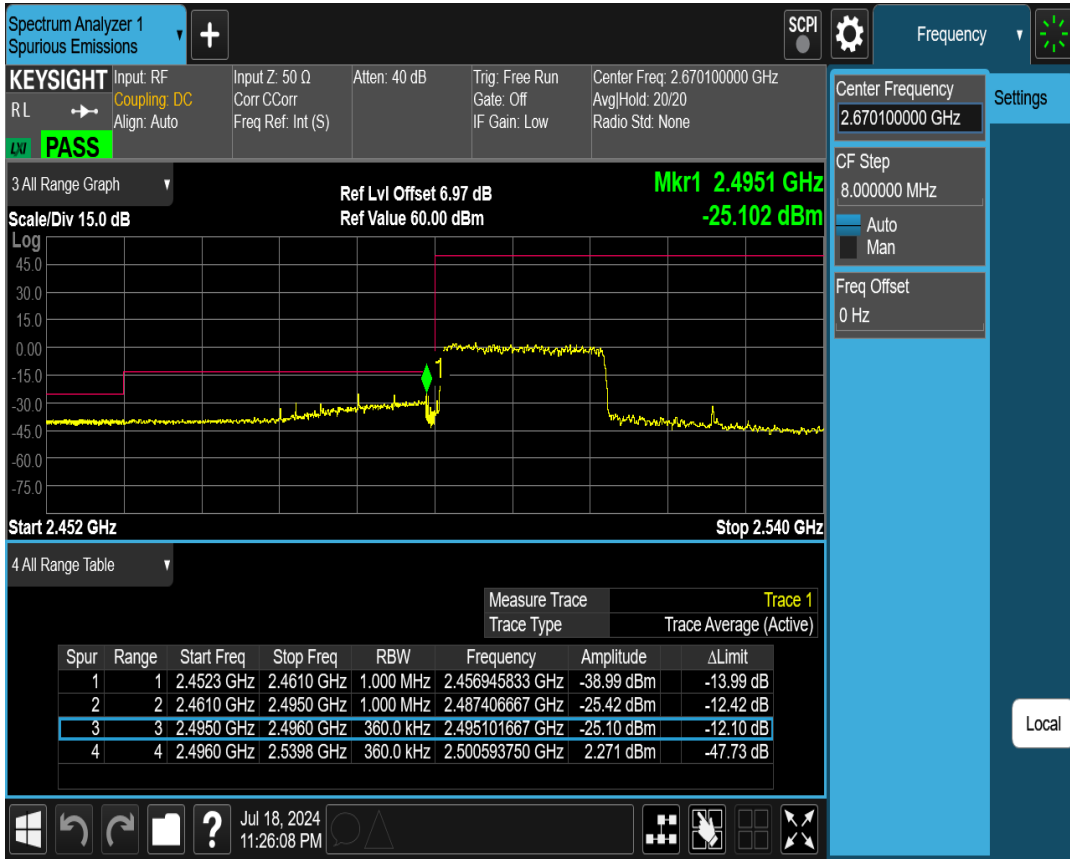 Spectrum Analyzer 1
Spurious Emissions
+
SCPI
Frequency
KEYSIGHT
RL
LXI PASS
Input: RF
Coupling: DC
Align: Auto
Input Z: 50 Ω
Corr CCorr
Freq Ref: Int (S)
Atten: 40 dB
Trig: Free Run
Gate: Off
IF Gain: Low
Center Freq: 2.670100000 GHz
Avg|Hold: 20/20
Radio Std: None
Center Frequency
2.670100000 GHz
Settings
CF Step
8.000000 MHz
Auto
Man
Freq Offset
0 Hz
3 All Range Graph
Scale/Div 15.0 dB
Ref Lvl Offset 6.97 dB
Ref Value 60.00 dBm
Mkr1 2.4951 GHz
-25.102 dBm
Log
45.0
30.0
15.0
0.00
-15.0
-30.0
-45.0
-60.0
-75.0
1
Start 2.452 GHz Stop 2.540 GHz
4 All Range Table
Measure Trace Trace 1
Trace Type Trace Average (Active)
Spur Range Start Freq Stop Freq RBW Frequency Amplitude ΔLimit
1 1 2.4523 GHz 2.4610 GHz 1.000 MHz 2.456945833 GHz -38.99 dBm -13.99 dB
2 2 2.4610 GHz 2.4950 GHz 1.000 MHz 2.487406667 GHz -25.42 dBm -12.42 dB
3 3 2.4950 GHz 2.4960 GHz 360.0 kHz 2.495101667 GHz -25.10 dBm -12.10 dB
4 4 2.4960 GHz 2.5398 GHz 360.0 kHz 2.500593750 GHz 2.271 dBm -47.73 dB
Local
?
Jul 18, 2024
11:26:08 PM